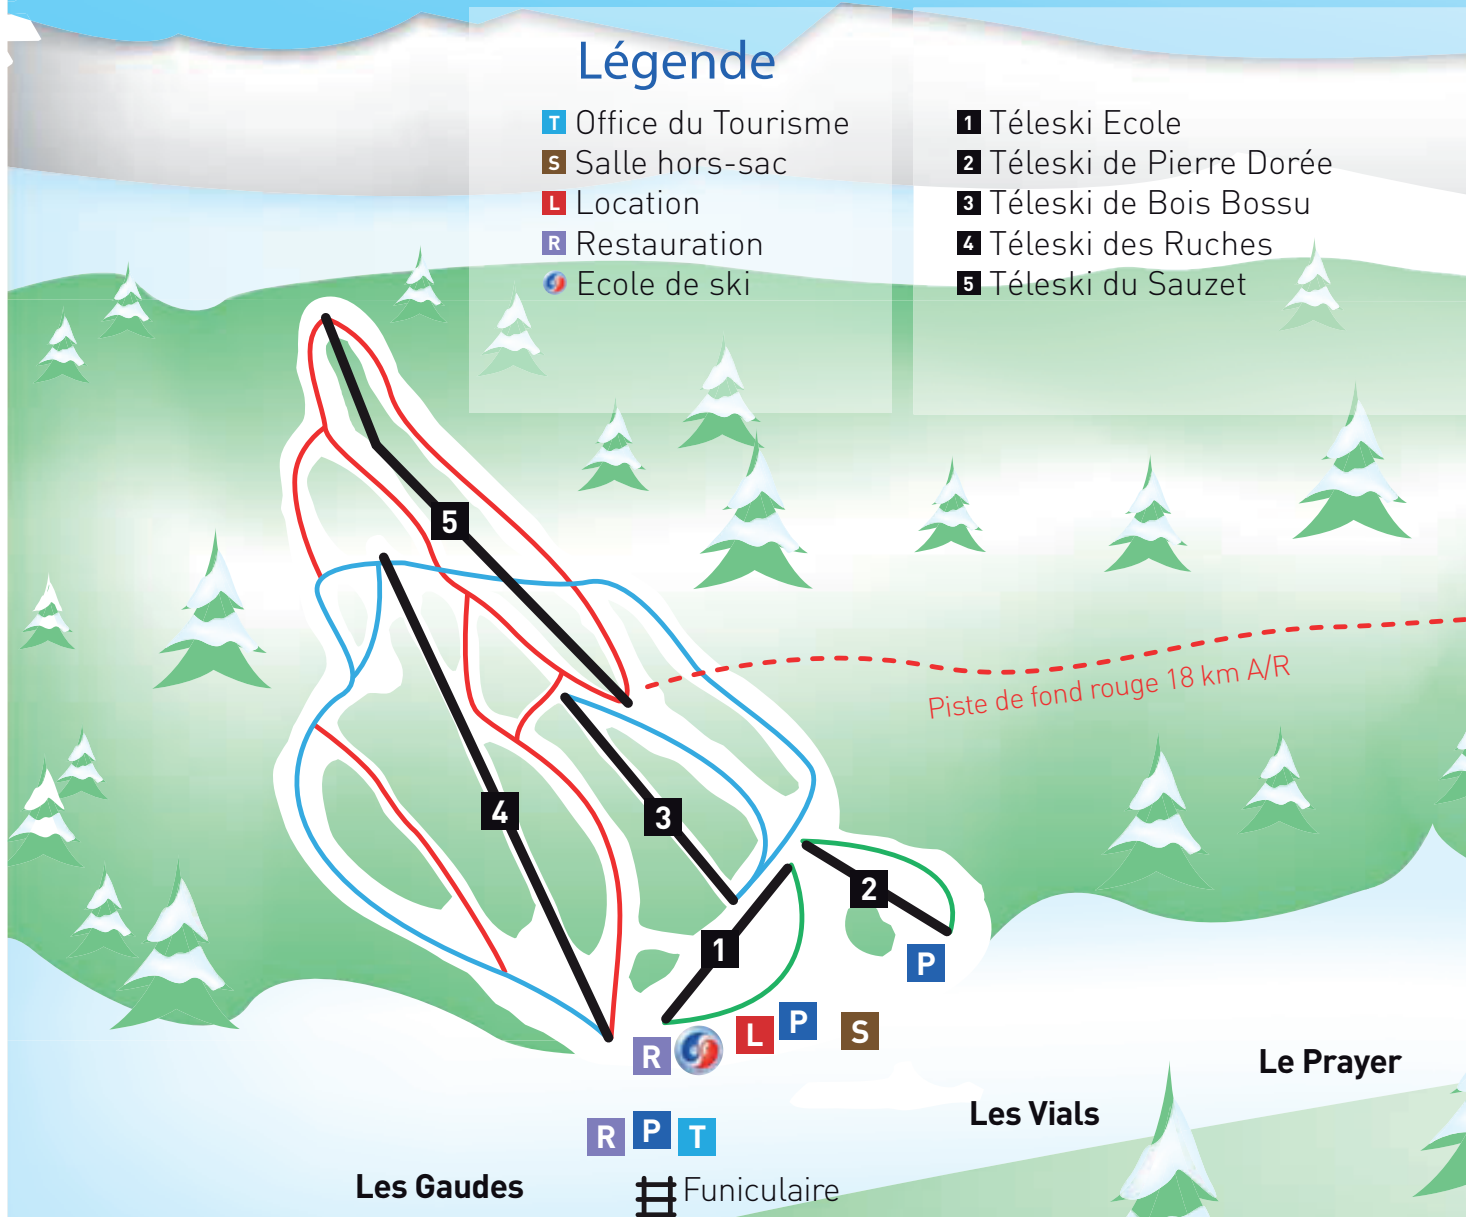 Légende
T Office du Tourisme
S Salle hors-sac
L Location
R Restauration
Ecole de ski
1 Téleski Ecole
2 Téleski de Pierre Dorée
3 Téleski de Bois Bossu
4 Téleski des Ruches
5 Téleski du Sauzet
5
Piste de fond rouge 18 km A/R
4
3
2
1
P
L
P
S
R
Le Prayer
Les Vials
R P T
Les Gaudes
Funiculaire